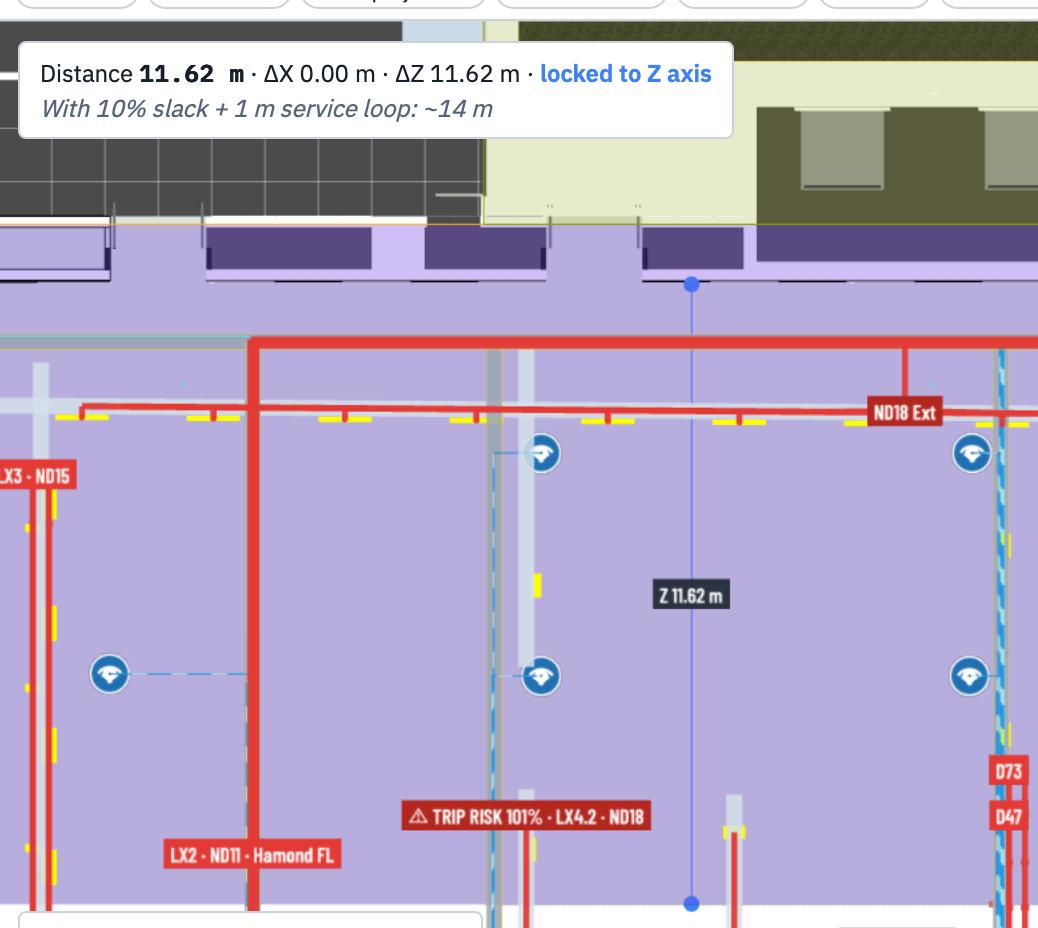 Distance 11.62 m · ΔX 0.00 m · ΔZ 11.62 m · locked to Z axis
With 10% slack + 1 m service loop: ~14 m
ND18 Ext
LX3 · ND15
Z 11.62 m
D73
⚠ TRIP RISK 101% · LX4.2 · ND18
D47
LX2 · ND11 · Hamond FL